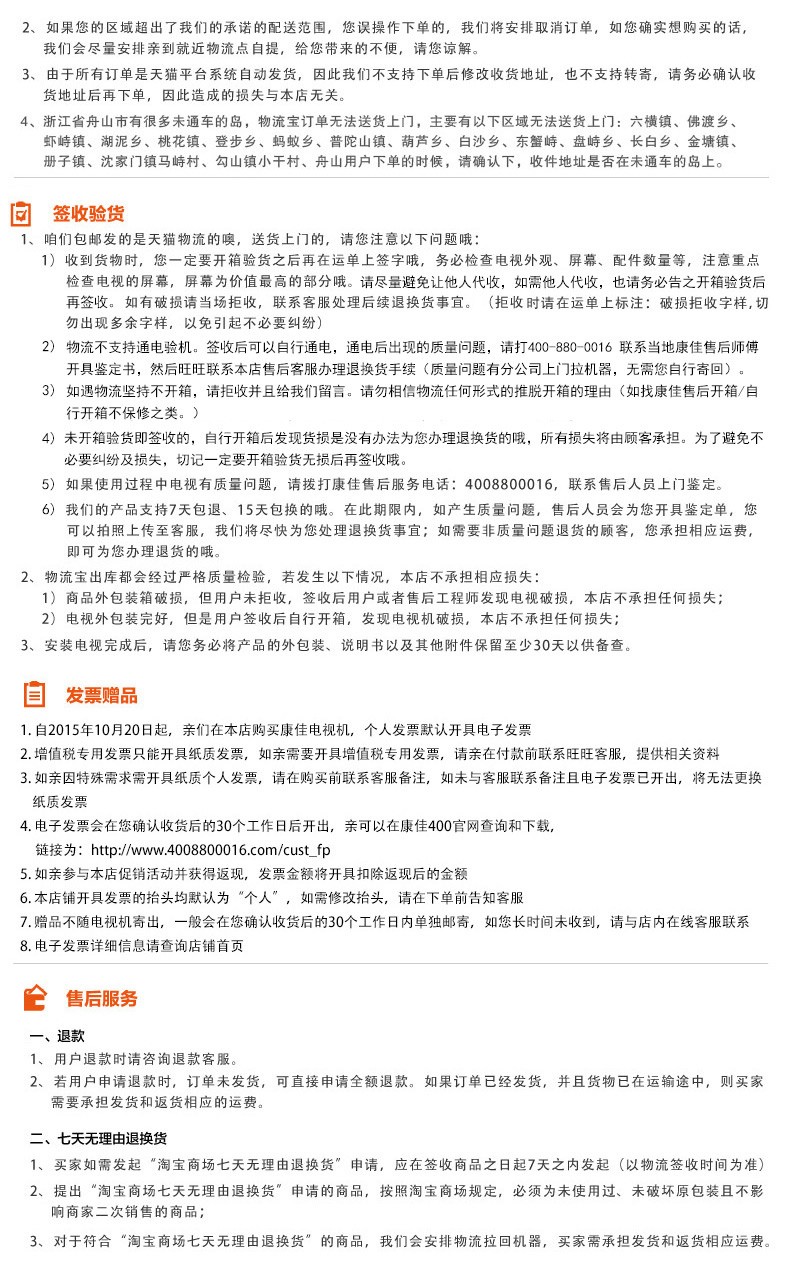 2、如果您的区域超出了我们的承诺的配送范围，您误操作下单的，我们将安排取消订单，如您确实想购买的话，
我们会尽量安排亲到就近物流点自提，给您带来的不便，请您谅解。
3、由于所有订单是天猫平台系统自动发货，因此我们不支持下单后修改收货地址，也不支持转寄，请务必确认收
货地址后再下单，因此造成的损失与本店无关。
4、浙江省舟山市有很多未通车的岛，物流宝订单无法送货上门，主要有以下区域无法送货上门：六横镇、佛渡乡、
虾峙镇、湖泥乡、桃花镇、登步乡、蚂蚁乡、普陀山镇、葫芦乡、白沙乡、东蟹峙、盘峙乡、长白乡、金塘镇、
册子镇、沈家门镇马峙村、勾山镇小干村、舟山用户下单的时候，请确认下，收件地址是否在未通车的岛上。
签收验货
1、咱们包邮发的是天猫物流的噢，送货上门的，请您注意以下问题哦：
1）收到货物时，您一定要开箱验货之后再在运单上签字哦，务必检查电视外观、屏幕、配件数量等，注意重点
检查电视的屏幕，屏幕为价值最高的部分哦。请尽量避免让他人代收，如需他人代收，也请务必告之开箱验货后
再签收。如有破损请当场拒收，联系客服处理后续退换货事宜。（拒收时请在运单上标注：破损拒收字样,切
勿出现多余字样，以免引起不必要纠纷）
2）物流不支持通电验机。签收后可以自行通电，通电后出现的质量问题，请打400-880-0016 联系当地康佳售后师傅
开具鉴定书，然后旺旺联系本店售后客服办理退换货手续（质量问题有分公司上门拉机器，无需您自行寄回）。
3）如遇物流坚持不开箱，请拒收并且给我们留言。请勿相信物流任何形式的推脱开箱的理由（如找康佳售后开箱/自
行开箱不保修之类。）
4）未开箱验货即签收的，自行开箱后发现货损是没有办法为您办理退换货的哦，所有损失将由顾客承担。为了避免不
必要纠纷及损失，切记一定要开箱验货无损后再签收哦。
5）如果使用过程中电视有质量问题，请拨打康佳售后服务电话：4008800016，联系售后人员上门鉴定。
6）我们的产品支持7天包退、15天包换的哦。在此期限内，如产生质量问题，售后人员会为您开具鉴定单，您
可以拍照上传至客服，我们将尽快为您处理退换货事宜；如需要非质量问题退货的顾客，您承担相应运费，
即可为您办理退货的哦。
2、物流宝出库都会经过严格质量检验，若发生以下情况，本店不承担相应损失：
1）商品外包装箱破损，但用户未拒收，签收后用户或者售后工程师发现电视破损，本店不承担任何损失；
2）电视外包装完好，但是用户签收后自行开箱，发现电视机破损，本店不承担任何损失；
3、安装电视完成后，请您务必将产品的外包装、说明书以及其他附件保留至少30天以供备查。
发票赠品
1.自2015年10月20日起，亲们在本店购买康佳电视机，个人发票默认开具电子发票
2.增值税专用发票只能开具纸质发票，如亲需要开具增值税专用发票，请亲在付款前联系旺旺客服，提供相关资料
3.如亲因特殊需求需开具纸质个人发票，请在购买前联系客服备注，如未与客服联系备注且电子发票已开出，将无法更换
纸质发票
4.电子发票会在您确认收货后的30个工作日后开出，亲可以在康佳400官网查询和下载，
链接为：http://www.4008800016.com/cust_fp
5.如亲参与本店促销活动并获得返现，发票金额将开具扣除返现后的金额
6.本店铺开具发票的抬头均默认为“个人”，如需修改抬头，请在下单前告知客服
7.赠品不随电视机寄出，一般会在您确认收货后的30个工作日内单独邮寄，如您长时间未收到，请与店内在线客服联系
8.电子发票详细信息请查询店铺首页
售后服务
一、退款
1、用户退款时请咨询退款客服。
2、若用户申请退款时，订单未发货，可直接申请全额退款。如果订单已经发货，并且货物已在运输途中，则买家
需要承担发货和返货相应的运费。
二、七天无理由退换货
1、买家如需发起“淘宝商场七天无理由退换货”申请，应在签收商品之日起7天之内发起（以物流签收时间为准）
2、提出“淘宝商场七天无理由退换货”申请的商品，按照淘宝商场规定，必须为未使用过、未破坏原包装且不影
响商家二次销售的商品；
3、对于符合“淘宝商场七天无理由退换货”的商品，我们会安排物流拉回机器，买家需承担发货和返货相应运费。